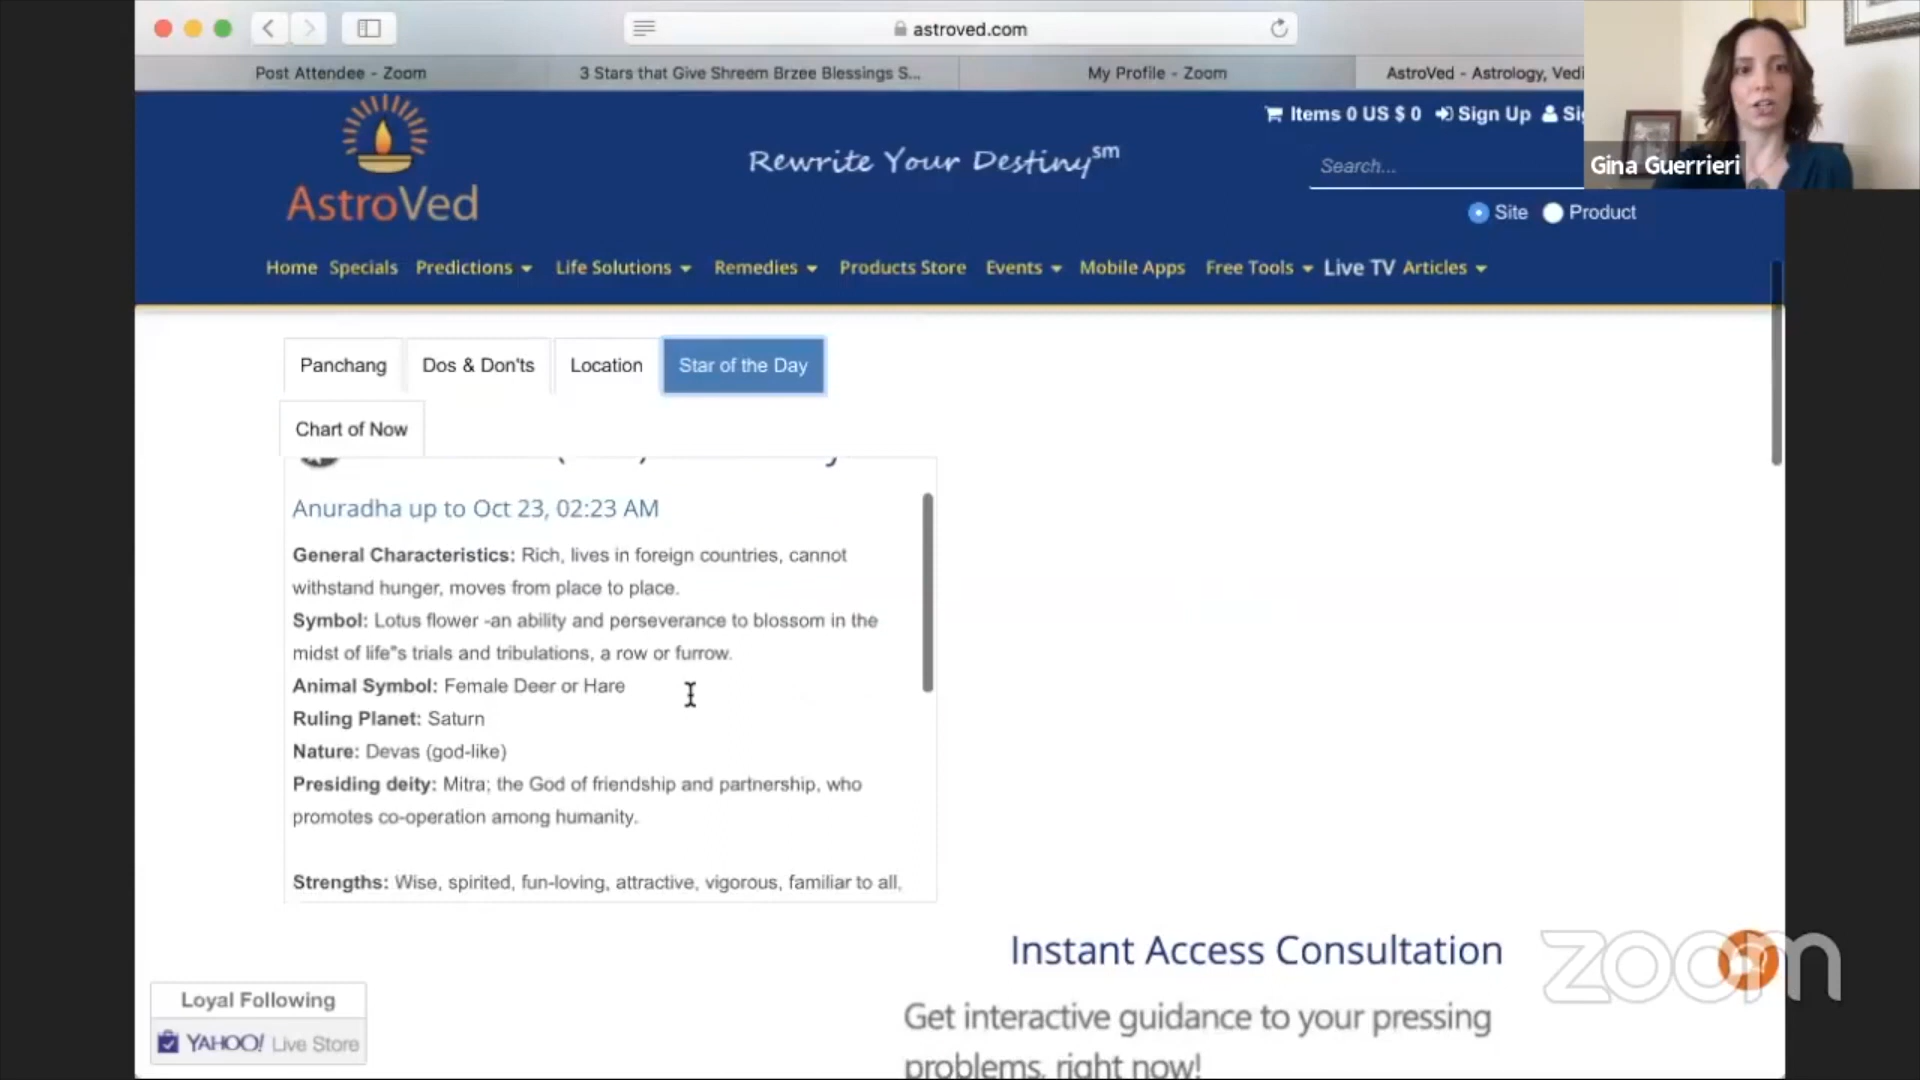 astroved.com
Post Attendee - Zoom
3 Stars that Give Shreem Brzee Blessings S...
My Profile - Zoom
AstroVed - Astrology, Vedi
Items 0 US $ 0 Sign Up
Rewrite Your Destiny sm
Search...
Gina Guerrieri
AstroVed
Site Product
Home Specials Predictions Life Solutions Remedies Products Store Events Mobile Apps Free Tools Live TV Articles
Panchang Dos & Don'ts Location Star of the Day
Chart of Now
Anuradha up to Oct 23, 02:23 AM
General Characteristics: Rich, lives in foreign countries, cannot
withstand hunger, moves from place to place.
Symbol: Lotus flower -an ability and perseverance to blossom in the
midst of life"s trials and tribulations, a row or furrow.
Animal Symbol: Female Deer or Hare
Ruling Planet: Saturn
Nature: Devas (god-like)
Presiding deity: Mitra; the God of friendship and partnership, who
promotes co-operation among humanity.
Strengths: Wise, spirited, fun-loving, attractive, vigorous, familiar to all,
Instant Access Consultation
Get interactive guidance to your pressing
problems, right now!
Loyal Following
YAHOO! Live Store
zoom